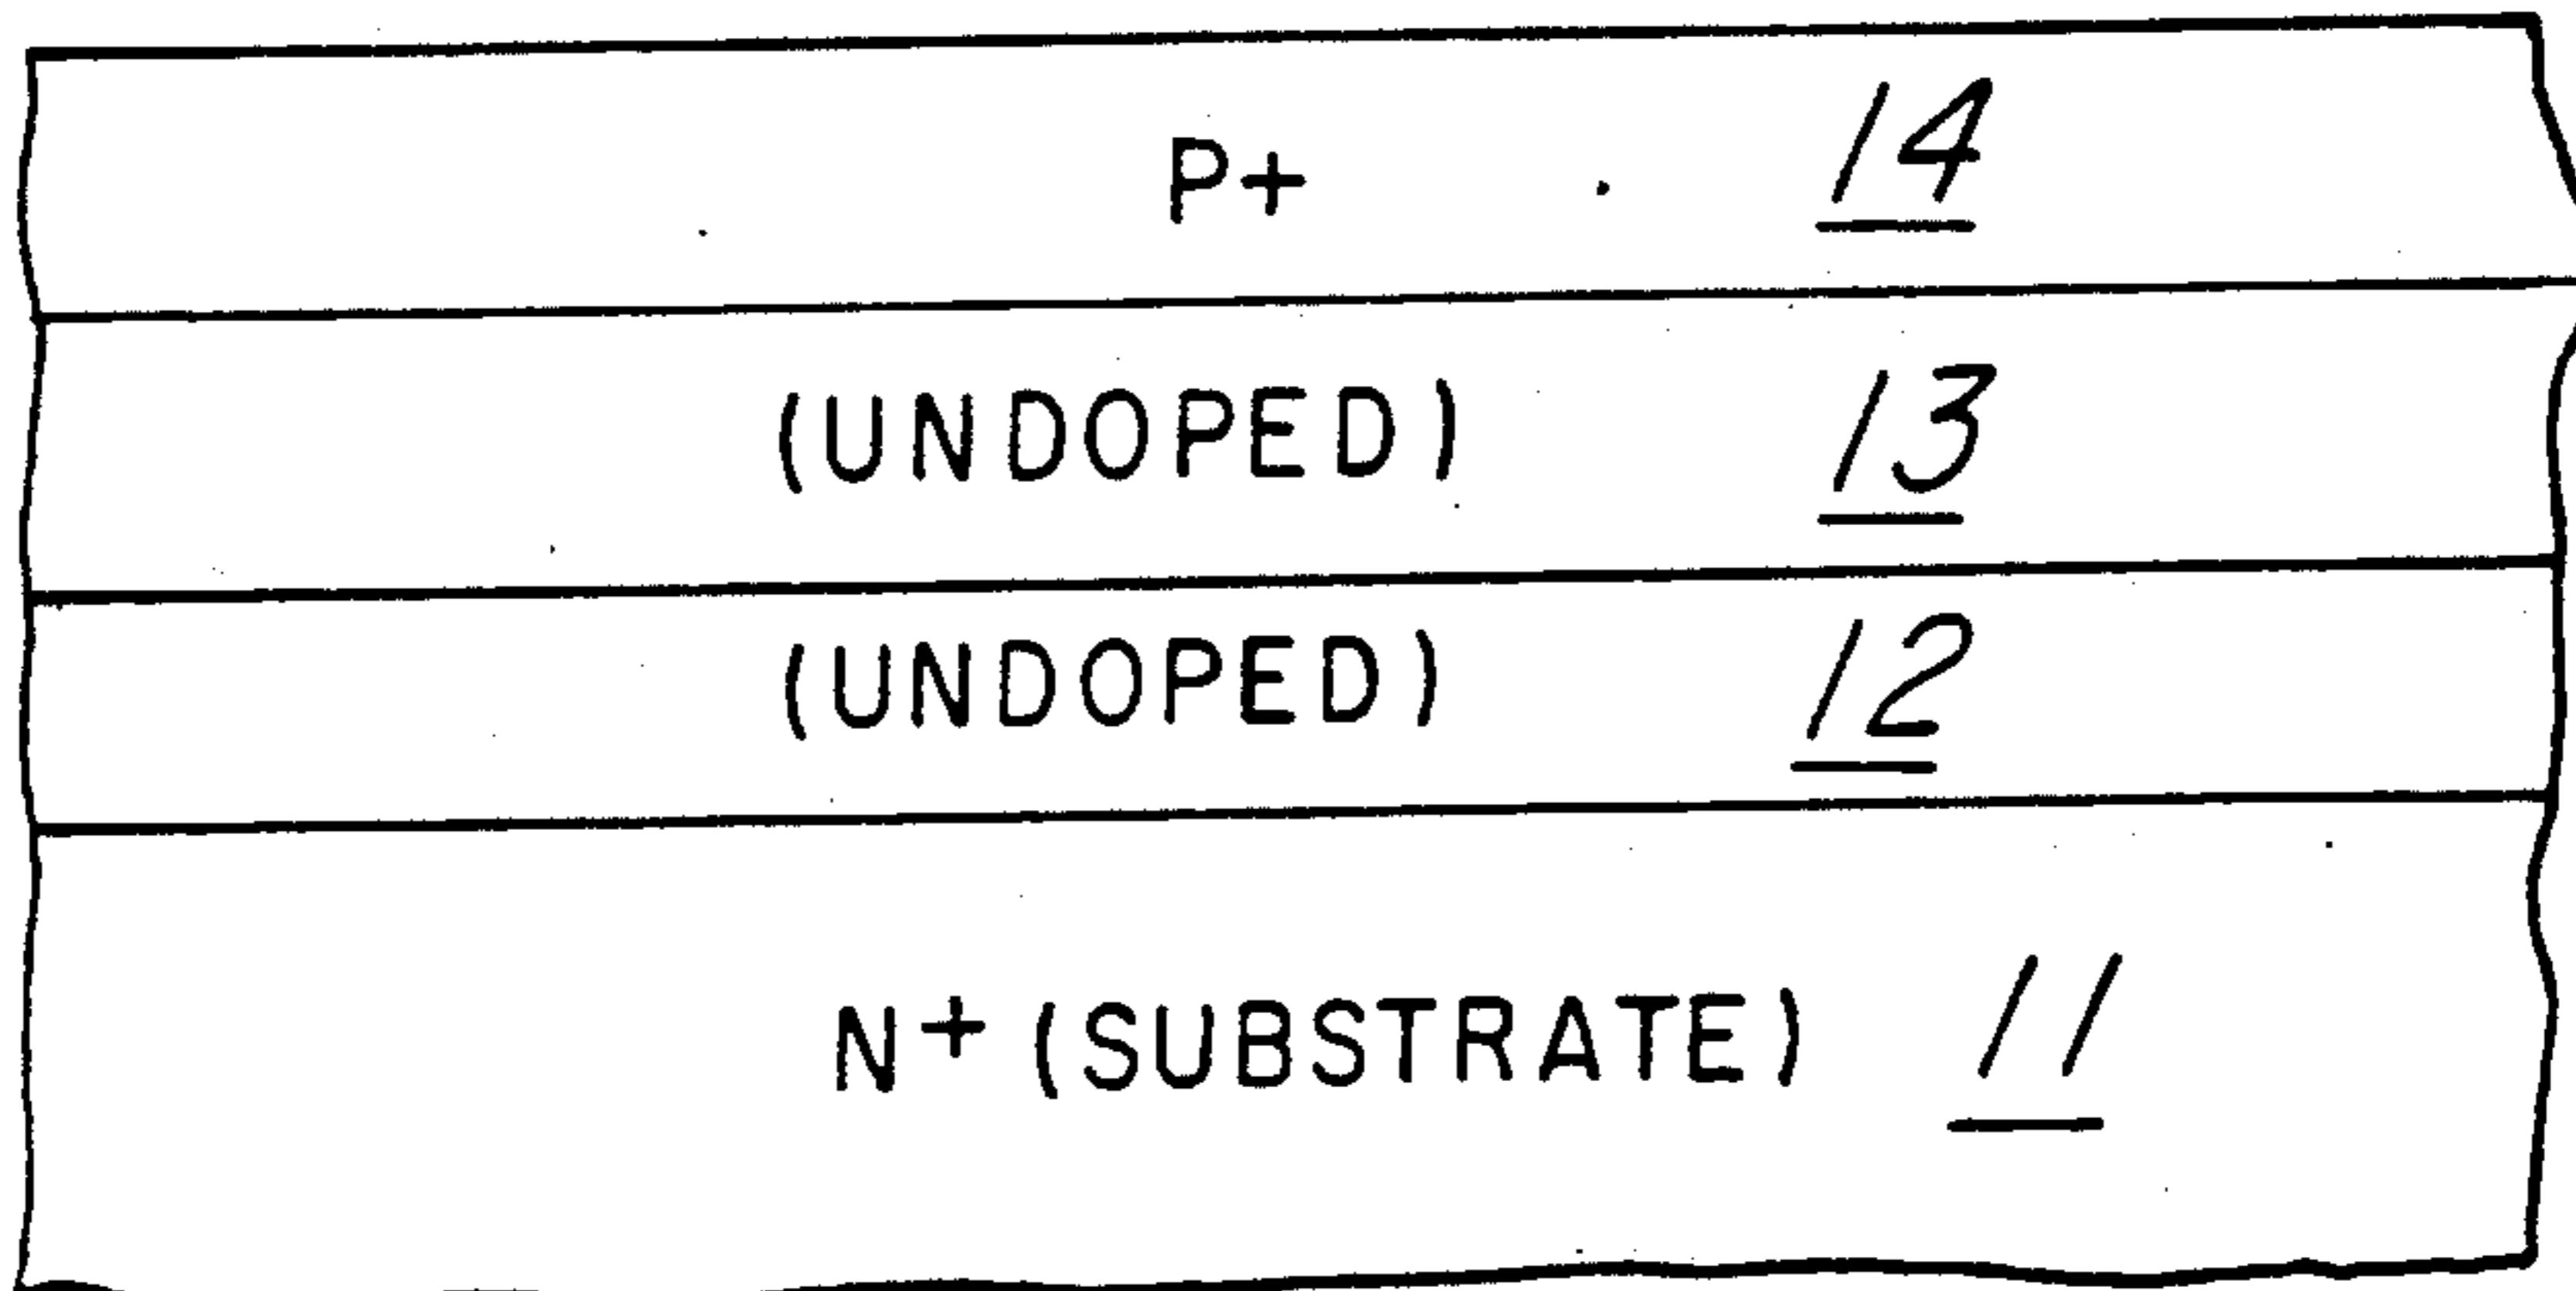 P+ 14
(UNDOPED) 13
(UNDOPED) 12
N+ (SUBSTRATE) 11